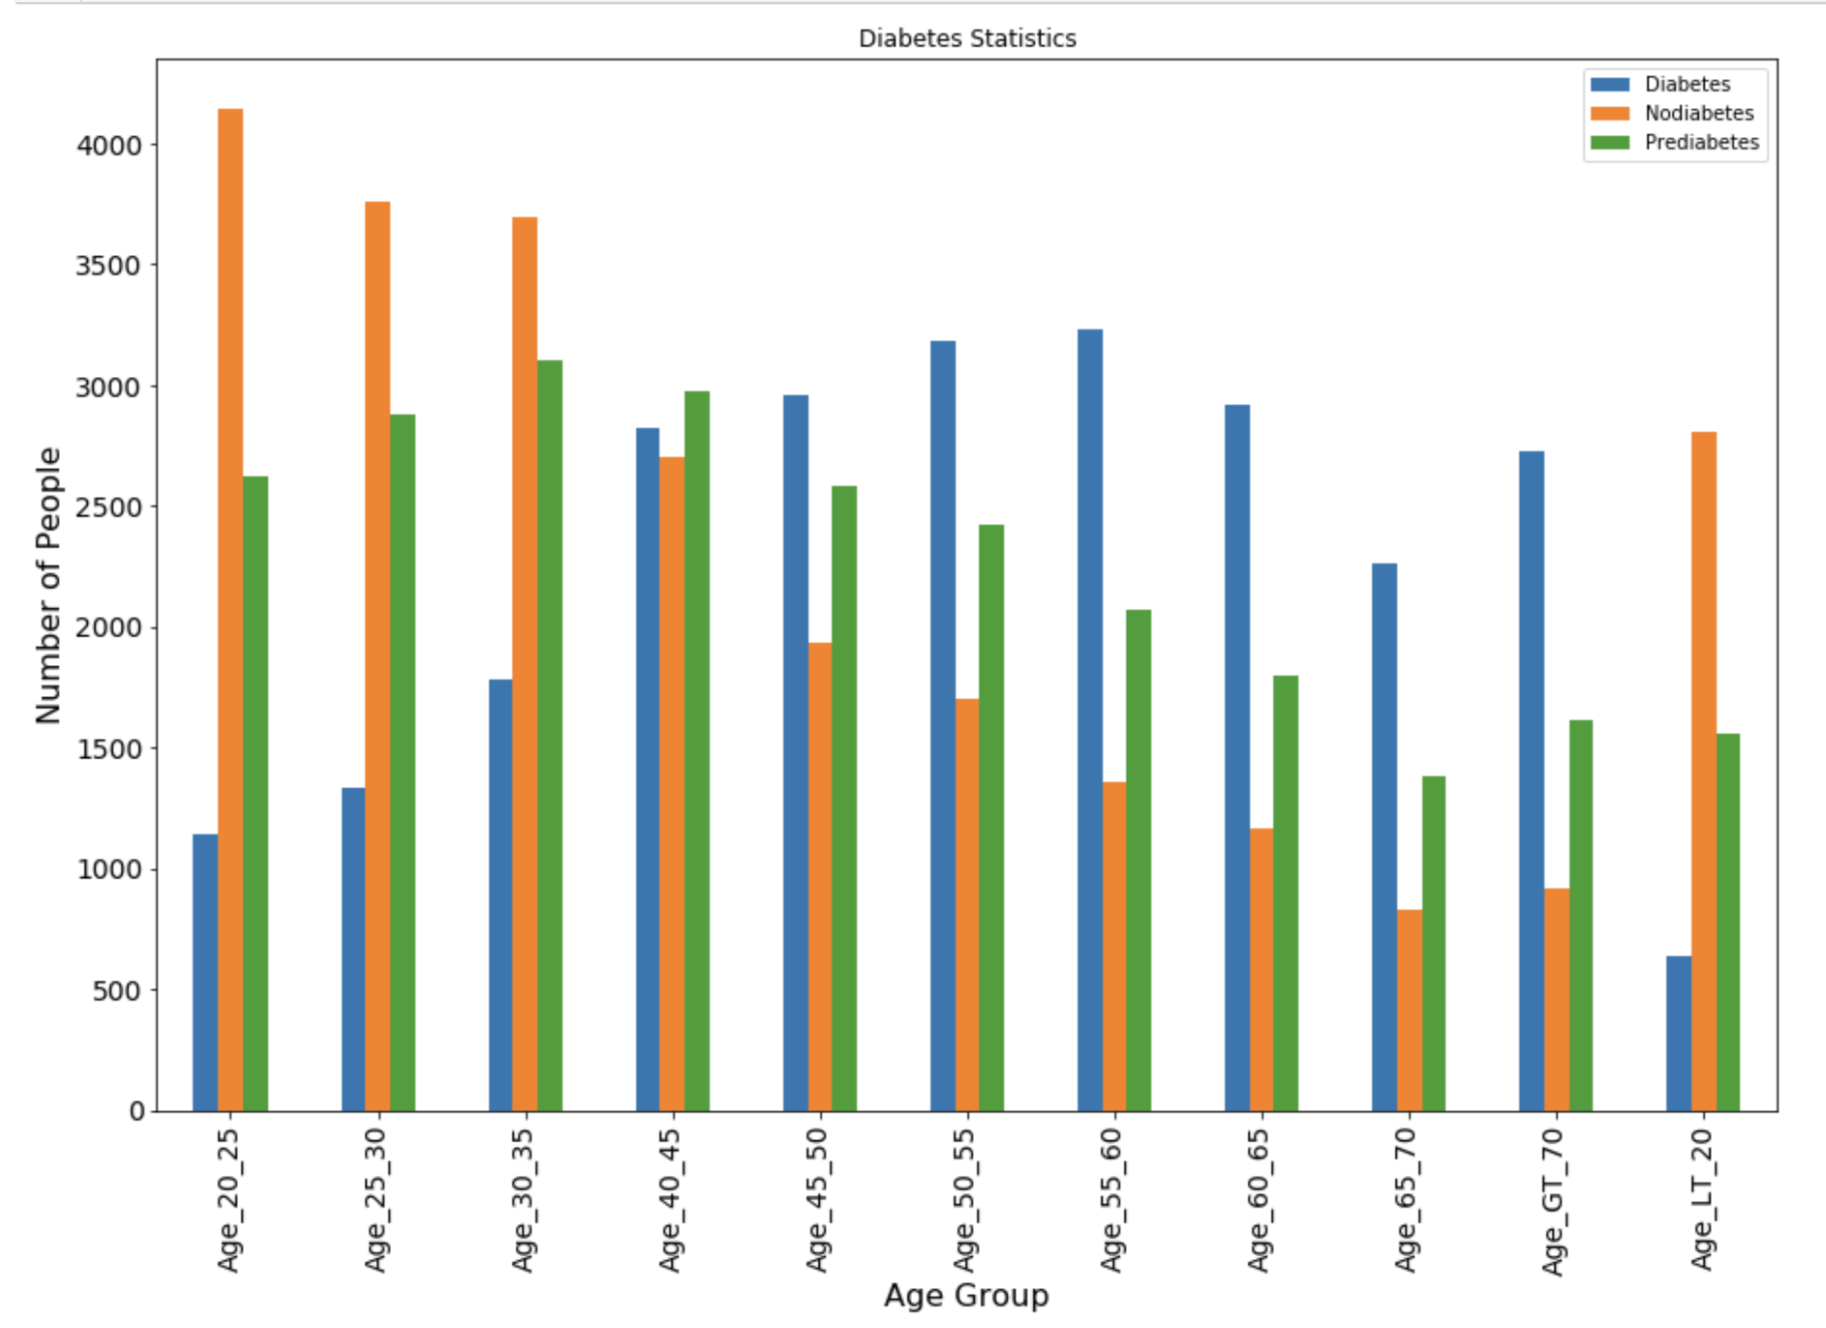 Diabetes Statistics
Diabetes
Nodiabetes
Prediabetes
Number of People
4000
3500
3000
2500
2000
1500
1000
500
0
Age_20_25
Age_25_30
Age_30_35
Age_40_45
Age_45_50
Age_50_55
Age_55_60
Age_60_65
Age_65_70
Age_GT_70
Age_LT_20
Age Group